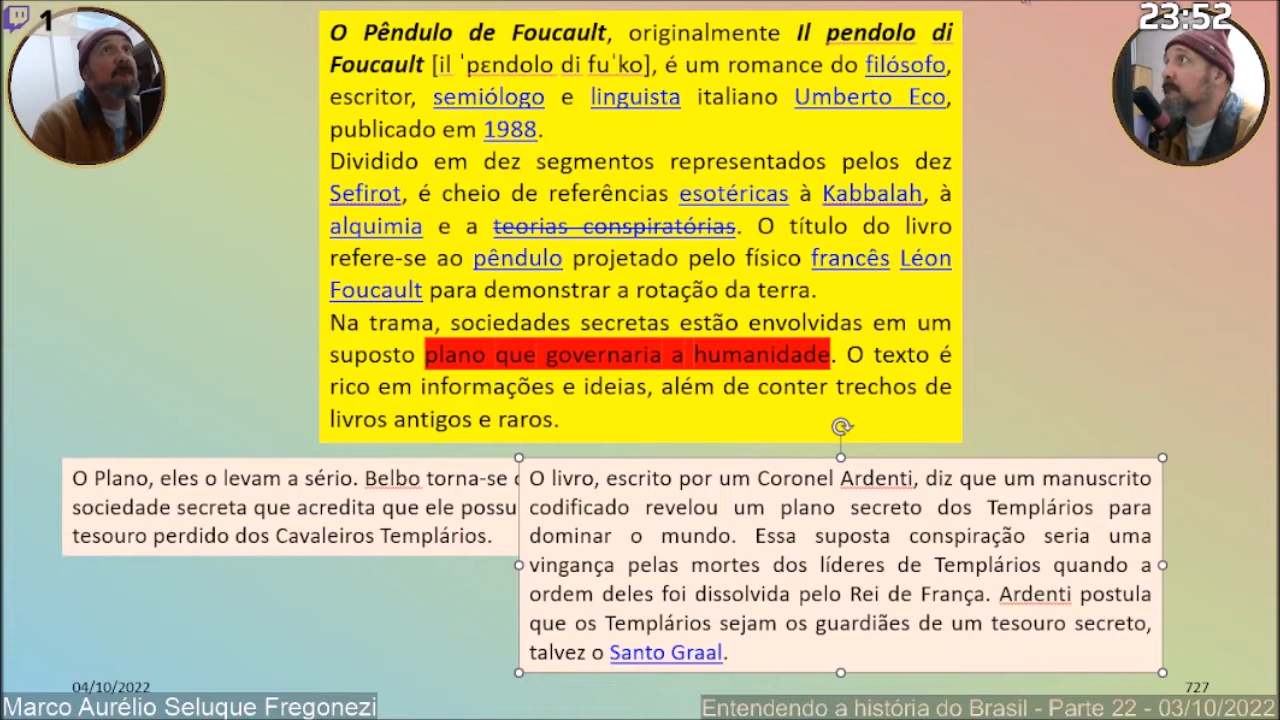 1
23:52
O Pêndulo de Foucault, originalmente Il pendolo di
Foucault [il ˈpɛndolo di fuˈko], é um romance do filósofo,
escritor, semiólogo e linguista italiano Umberto Eco,
publicado em 1988.
Dividido em dez segmentos representados pelos dez
Sefirot, é cheio de referências esotéricas à Kabbalah, à
alquimia e a teorias conspiratórias. O título do livro
refere-se ao pêndulo projetado pelo físico francês Léon
Foucault para demonstrar a rotação da terra.
Na trama, sociedades secretas estão envolvidas em um
suposto plano que governaria a humanidade. O texto é
rico em informações e ideias, além de conter trechos de
livros antigos e raros.
O Plano, eles o levam a sério. Belbo torna-se
sociedade secreta que acredita que ele possu
tesouro perdido dos Cavaleiros Templários.
O livro, escrito por um Coronel Ardenti, diz que um manuscrito
codificado revelou um plano secreto dos Templários para
dominar o mundo. Essa suposta conspiração seria uma
vingança pelas mortes dos líderes de Templários quando a
ordem deles foi dissolvida pelo Rei de França. Ardenti postula
que os Templários sejam os guardiães de um tesouro secreto,
talvez o Santo Graal.
04/10/2022
727
Marco Aurélio Seluque Fregonezi
Entendendo a história do Brasil - Parte 22 - 03/10/2022